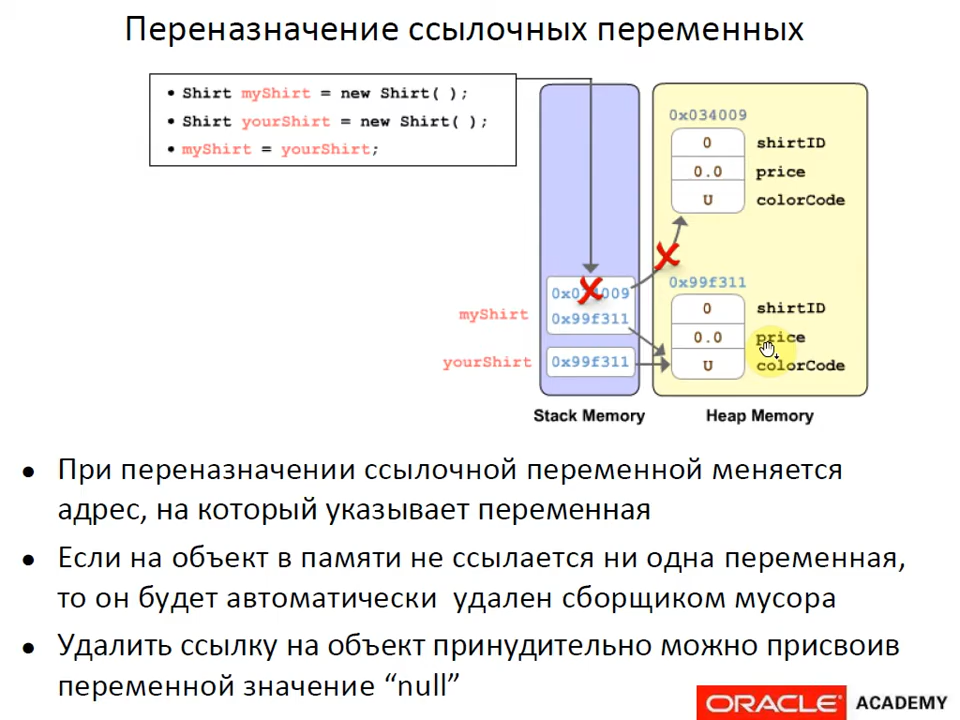 Переназначение ссылочных переменных
• Shirt myShirt = new Shirt( );
• Shirt yourShirt = new Shirt( );
• myShirt = yourShirt;
0x034009
0 shirtID
0.0 price
U colorCode
0x99f311
0 shirtID
0.0 price
U colorCode
myShirt
0x034009
0x99f311
yourShirt 0x99f311
Stack Memory
Heap Memory
• При переназначении ссылочной переменной меняется
адрес, на который указывает переменная
• Если на объект в памяти не ссылается ни одна переменная,
то он будет автоматически удален сборщиком мусора
• Удалить ссылку на объект принудительно можно присвоив
переменной значение “null”
ORACLE ACADEMY